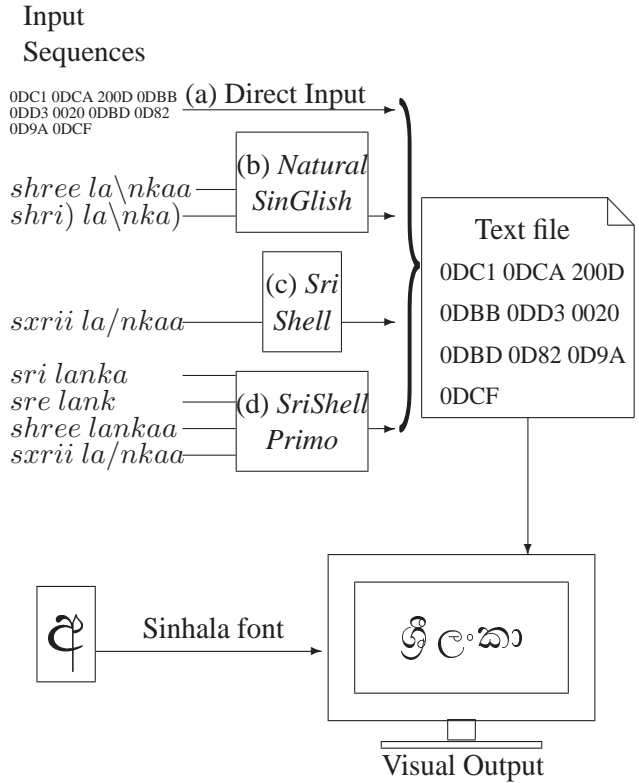 Input
Sequences
0DC1 0DCA 200D 0DBB
0DD3 0020 0DBD 0D82
0D9A 0DCF
(a) Direct Input
(b) Natural
SinGlish
shree la\nkaa
shri) la\nka)
(c) Sri
Shell
sxrii la/nkaa
sri lanka
sre lank
shree lankaa
sxrii la/nkaa
(d) SriShell
Primo
Text file
0DC1 0DCA 200D
0DBB 0DD3 0020
0DBD 0D82 0D9A
0DCF
අ
Sinhala font
ශ්‍රී ලංකා
Visual Output